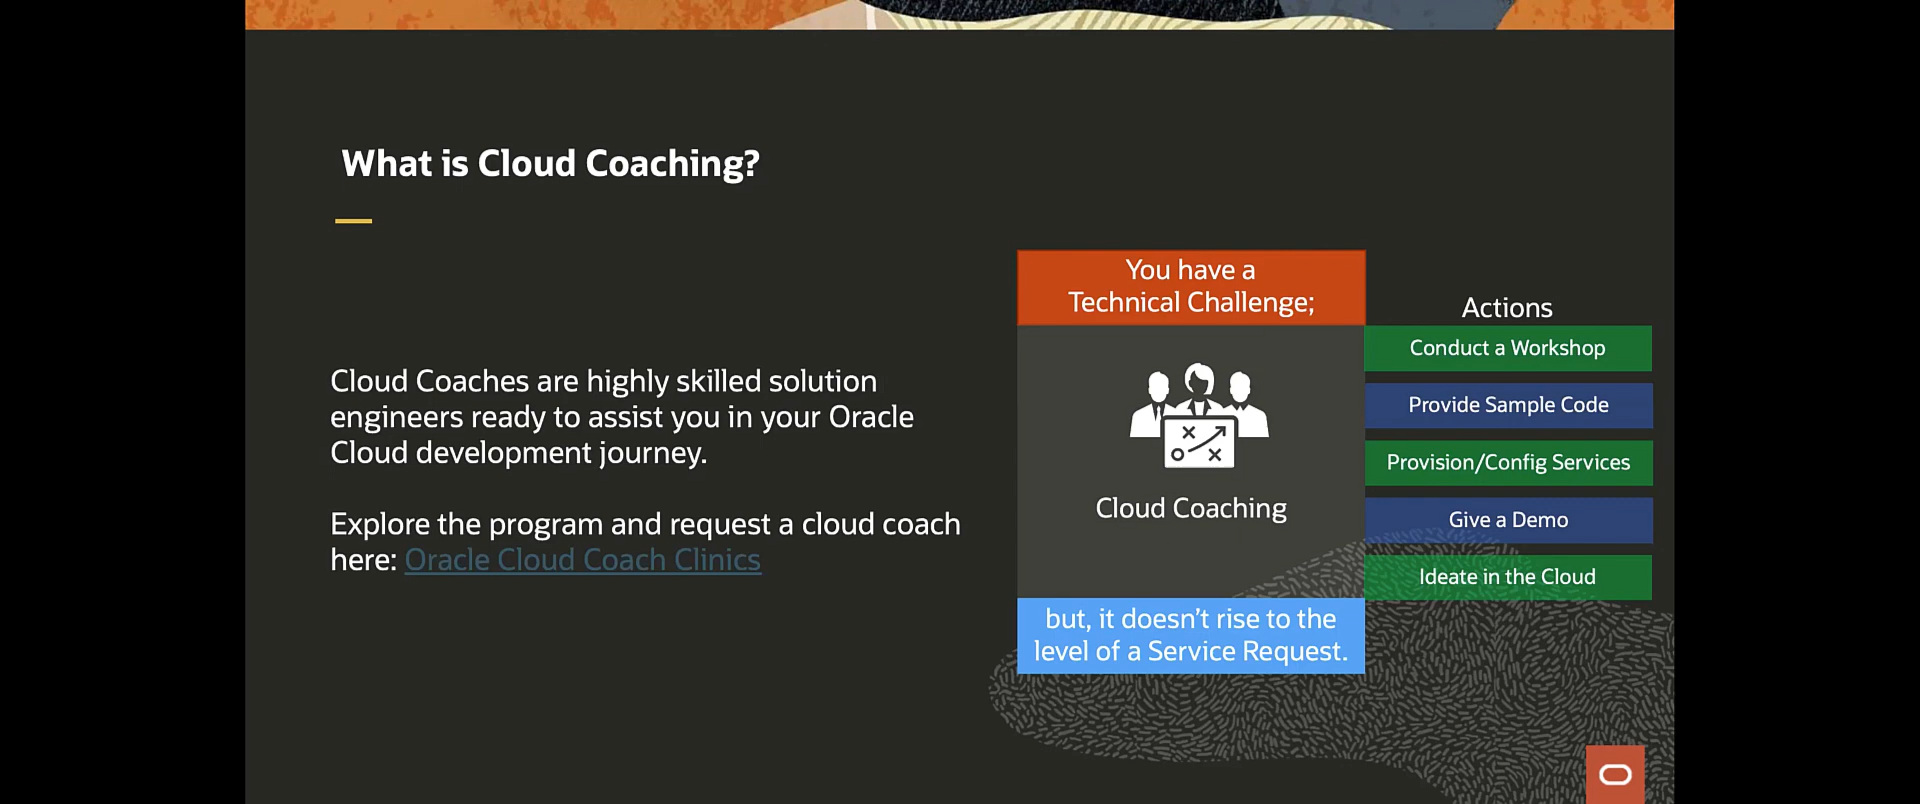 What is Cloud Coaching?
Cloud Coaches are highly skilled solution
engineers ready to assist you in your Oracle
Cloud development journey.
Explore the program and request a cloud coach
here: Oracle Cloud Coach Clinics
You have a
Technical Challenge;
Cloud Coaching
but, it doesn't rise to the
level of a Service Request.
Actions
Conduct a Workshop
Provide Sample Code
Provision/Config Services
Give a Demo
Ideate in the Cloud